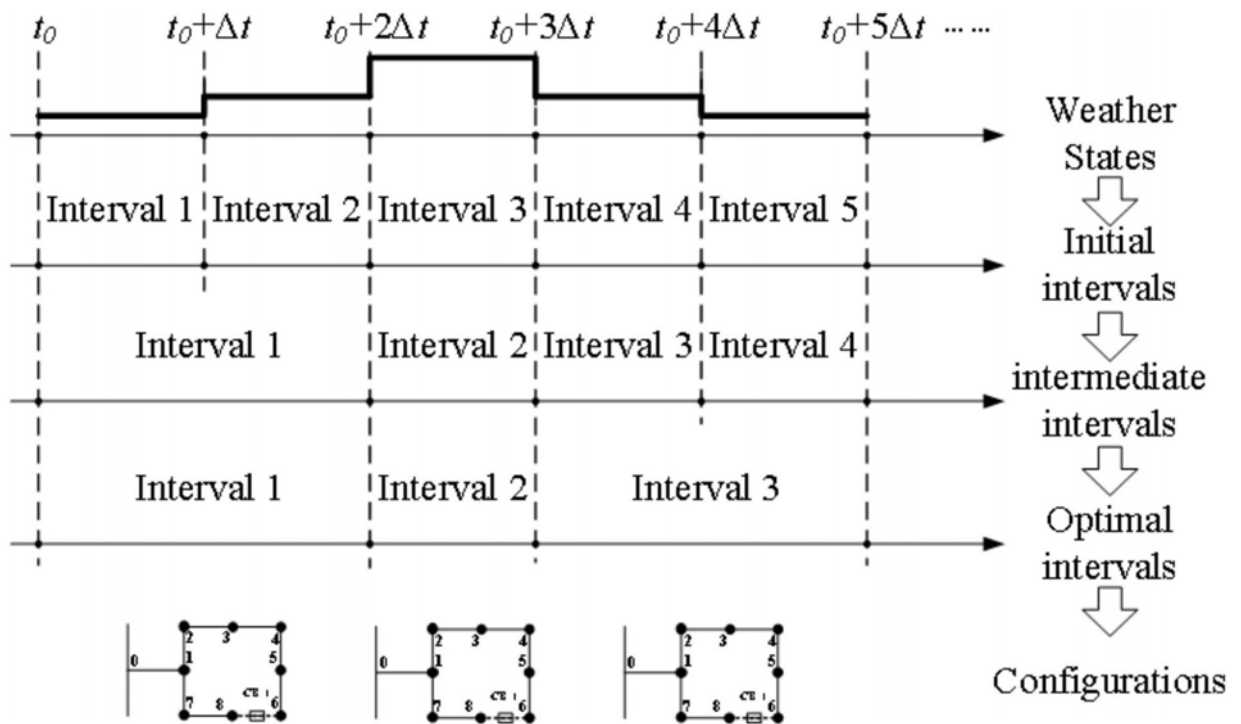 t0 t0+Δt t0+2Δt t0+3Δt t0+4Δt t0+5Δt ... ...
Weather
States
Interval 1 Interval 2 Interval 3 Interval 4 Interval 5
Initial
intervals
Interval 1 Interval 2 Interval 3 Interval 4
intermediate
intervals
Interval 1 Interval 2 Interval 3
Optimal
intervals
2 3 4 2 3 4 2 3 4
0 1 5 0 1 5 0 1 5
Configurations
7 8 6 7 8 6 7 8 6